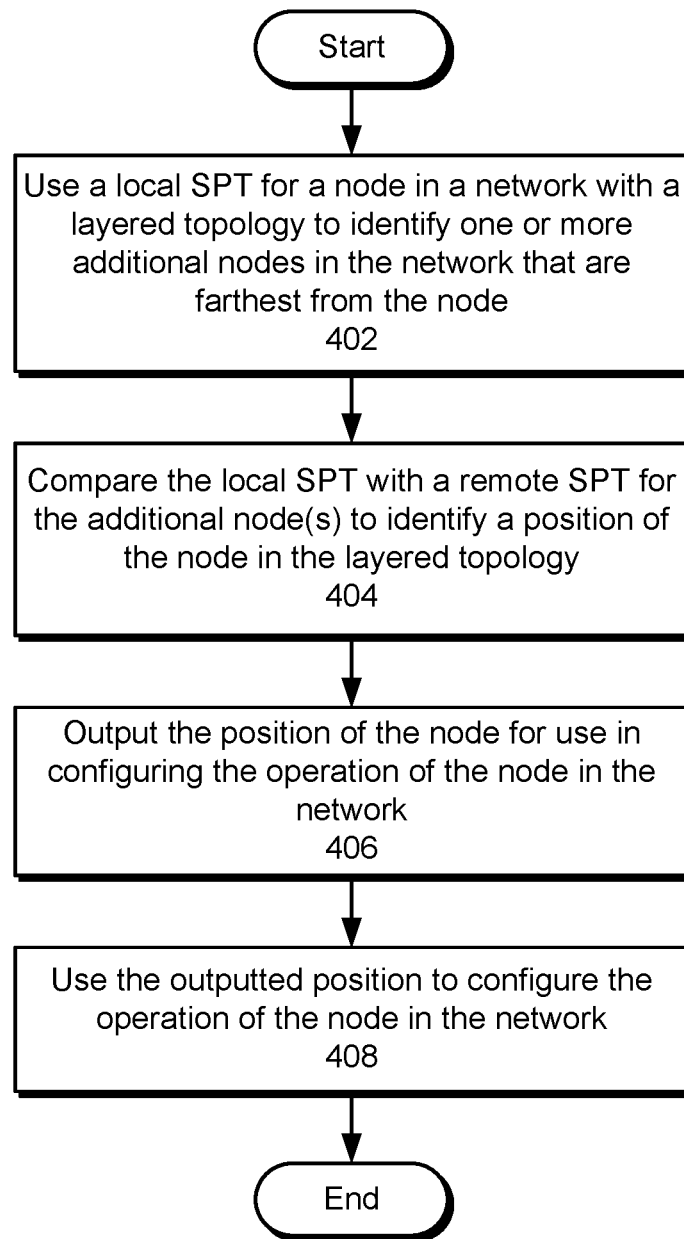 Start
Use a local SPT for a node in a network with a
layered topology to identify one or more
additional nodes in the network that are
farthest from the node
402
Compare the local SPT with a remote SPT for
the additional node(s) to identify a position of
the node in the layered topology
404
Output the position of the node for use in
configuring the operation of the node in the
network
406
Use the outputted position to configure the
operation of the node in the network
408
End